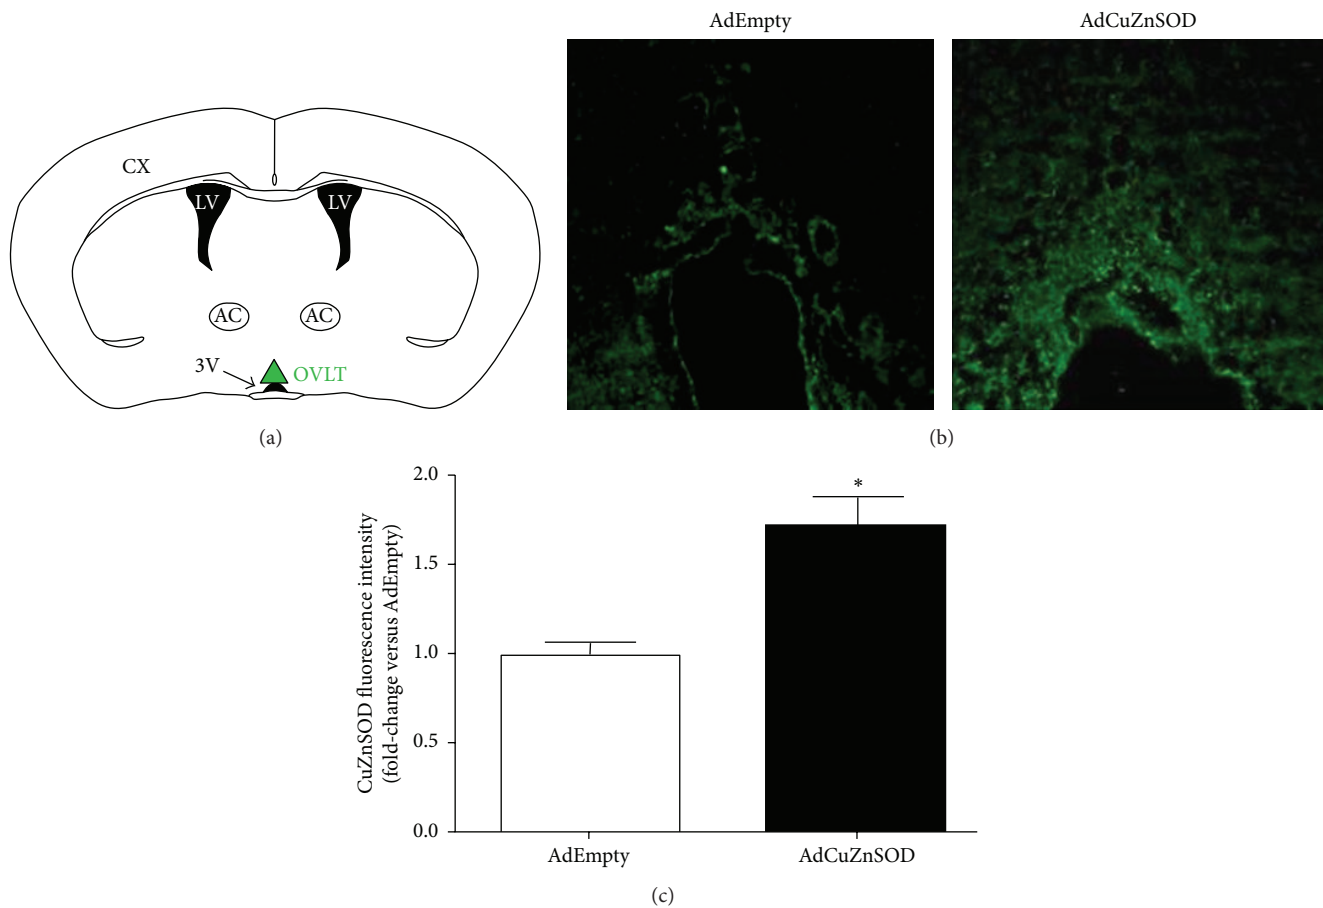 AdEmpty
AdCuZnSOD
CX
LV
LV
AC
AC
3V
OVLT
(a)
(b)
2.0
1.5
1.0
0.5
0.0
CuZnSOD fluorescence intensity
(fold-change versus AdEmpty)
*
AdEmpty
AdCuZnSOD
(c)